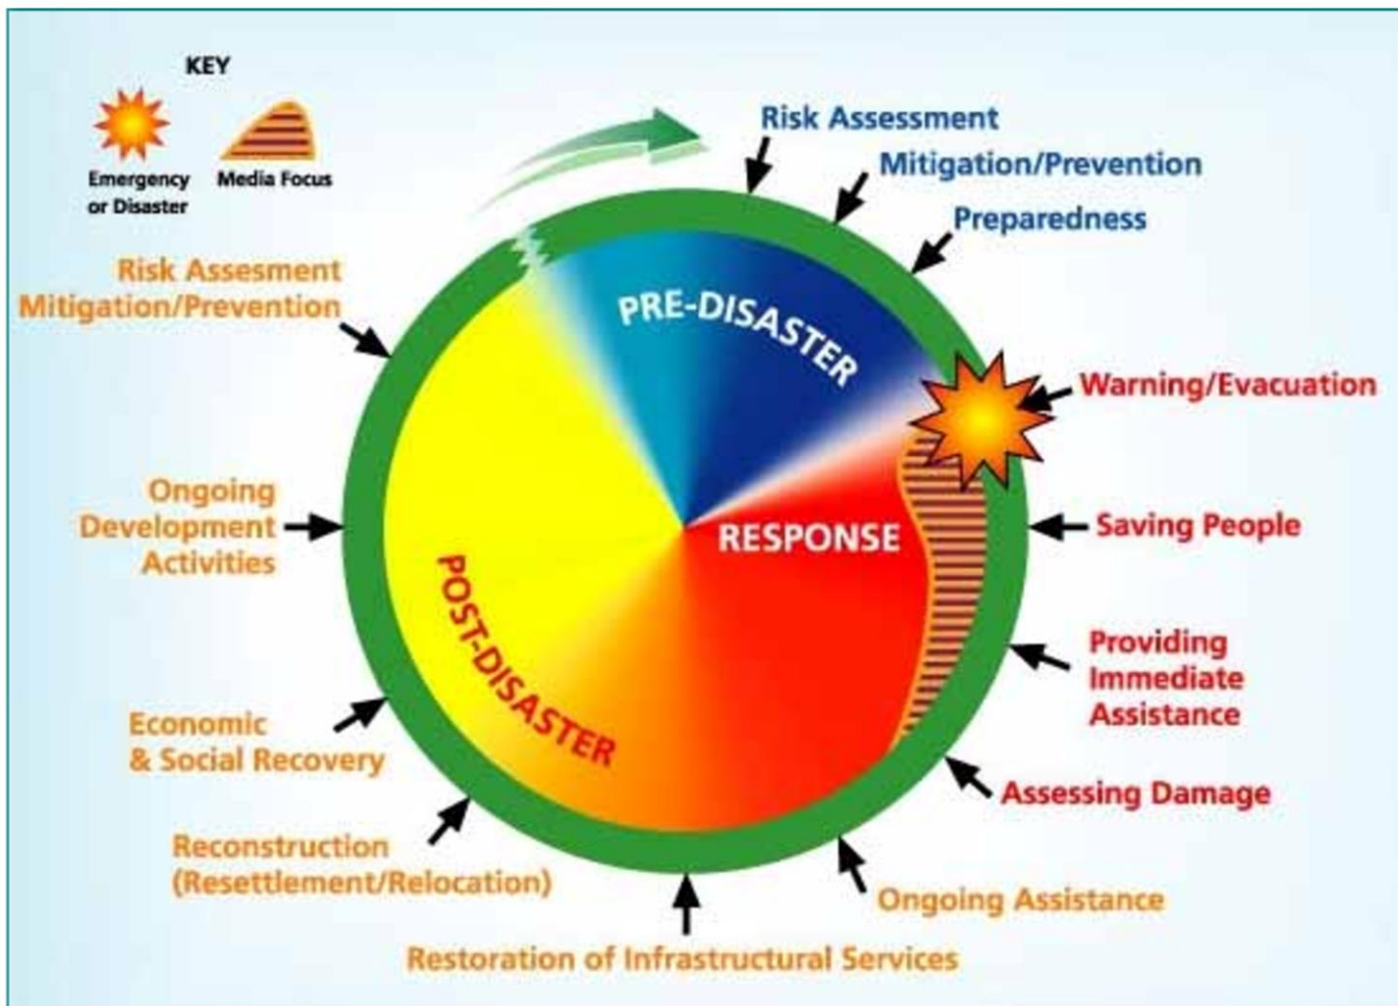 KEY
Emergency
or Disaster
Media Focus
Risk Assessment
Mitigation/Prevention
Preparedness
Warning/Evacuation
Saving People
Providing
Immediate
Assistance
Assessing Damage
Ongoing Assistance
Restoration of Infrastructural Services
Reconstruction
(Resettlement/Relocation)
Economic
& Social Recovery
Ongoing
Development
Activities
Risk Assesment
Mitigation/Prevention
PRE-DISASTER
RESPONSE
POST-DISASTER